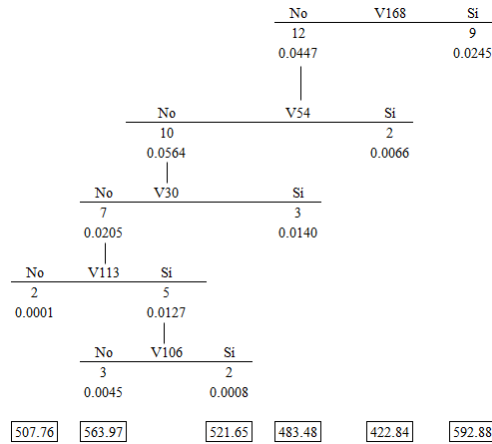 No V168 Si
12 9
0.0447 0.0245
No V54 Si
10 2
0.0564 0.0066
No V30 Si
7 3
0.0205 0.0140
No V113 Si
2 5
0.0001 0.0127
No V106 Si
3 2
0.0045 0.0008
507.76 563.97 521.65 483.48 422.84 592.88